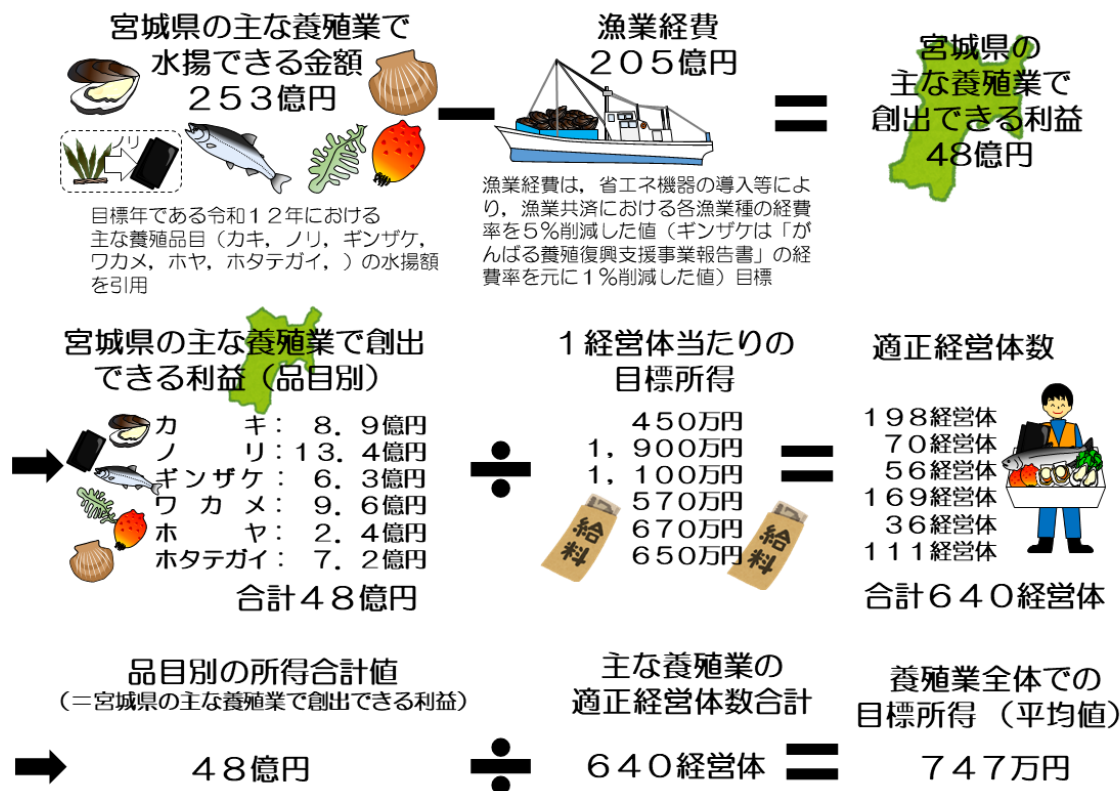 宮城県の主な養殖業で
水揚できる金額
２５３億円
ノリ
目標年である令和１２年における
主な養殖品目（カキ，ノリ，ギンザケ，
ワカメ，ホヤ，ホタテガイ，）の水揚額
を引用
漁業経費
２０５億円
漁業経費は，省エネ機器の導入等によ
り，漁業共済における各漁業種の経費
率を５％削減した値（ギンザケは「が
んばる養殖復興支援事業報告書」の経
費率を元に１％削減した値）目標
宮城県の
主な養殖業で
創出できる利益
４８億円
宮城県の主な養殖業で創出
できる利益（品目別）
カキ：８．９億円
ノリ：１３．４億円
ギンザケ：６．３億円
ワカメ：９．６億円
ホヤ：２．４億円
ホタテガイ：７．２億円
合計４８億円
÷
１経営体当たりの
目標所得
４５０万円
１，９００万円
１，１００万円
５７０万円
６７０万円
６５０万円
給料
給料
＝
適正経営体数
１９８経営体
７０経営体
５６経営体
１６９経営体
３６経営体
１１１経営体
合計６４０経営体
品目別の所得合計値
（＝宮城県の主な養殖業で創出できる利益）
４８億円
÷
主な養殖業の
適正経営体数合計
６４０経営体
＝
養殖業全体での
目標所得 （平均値）
７４７万円